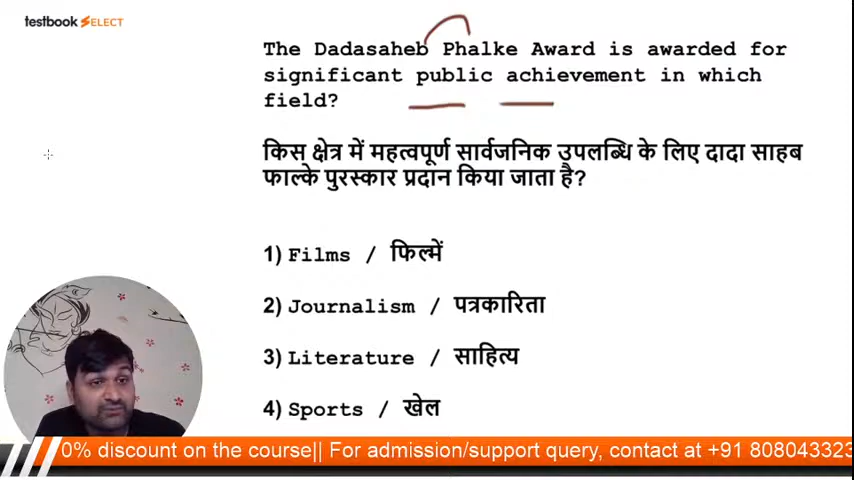 testbook SELECT
The Dadasaheb Phalke Award is awarded for
significant public achievement in which
field?
किस क्षेत्र में महत्वपूर्ण सार्वजनिक उपलब्धि के लिए दादा साहब
फाल्के पुरस्कार प्रदान किया जाता है?
1) Films / फिल्में
2) Journalism / पत्रकारिता
3) Literature / साहित्य
4) Sports / खेल
0% discount on the course|| For admission/support query, contact at +91 808043323